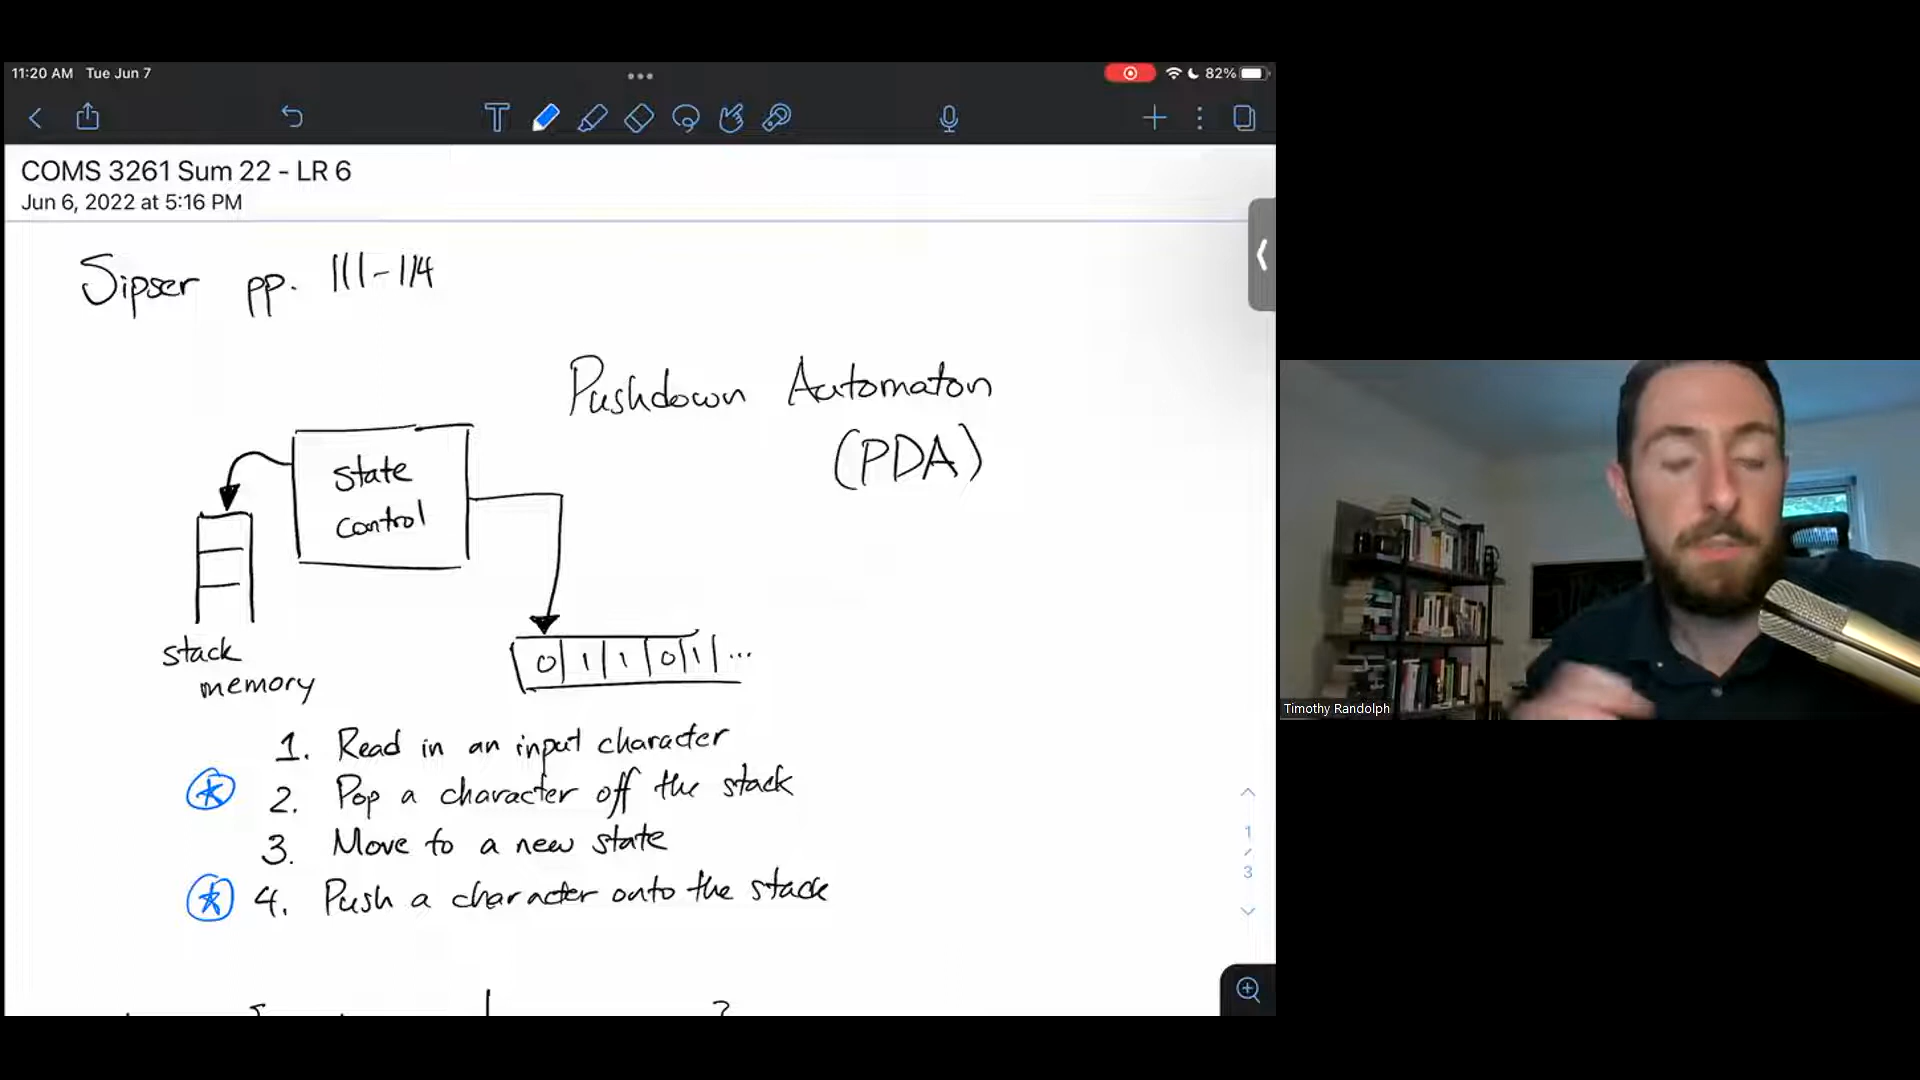 11:20 AM Tue Jun 7
82%
COMS 3261 Sum 22 - LR 6
Jun 6, 2022 at 5:16 PM
Sipser pp. 111-114
Pushdown Automaton
(PDA)
state
control
stack
memory
0 1 1 0 1 ...
1. Read in an input character
2. Pop a character off the stack
3. Move to a new state
4. Push a character onto the stack
1
/
3
Timothy Randolph